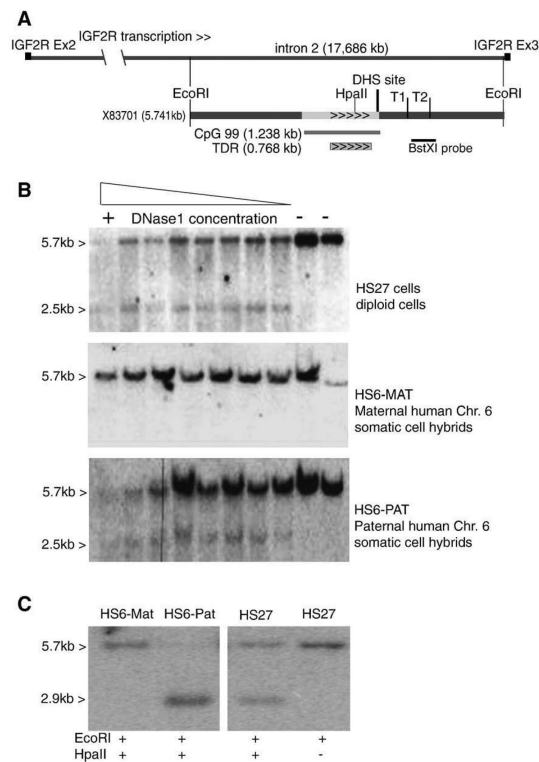 A
IGF2R transcription >>
IGF2R Ex2
intron 2 (17,686 kb)
IGF2R Ex3
DHS site
EcoRI
HpaII
T1
T2
EcoRI
X83701 (5.741kb)
>>>>>
CpG 99 (1.238 kb)
TDR (0.768 kb)
>>>>>
BstXI probe
B
+ DNase1 concentration - -
5.7kb >
2.5kb >
HS27 cells
diploid cells
5.7kb >
HS6-MAT
Maternal human Chr. 6
somatic cell hybrids
5.7kb >
2.5kb >
HS6-PAT
Paternal human Chr. 6
somatic cell hybrids
C
HS6-Mat HS6-Pat HS27 HS27
5.7kb >
2.9kb >
EcoRI + + + +
HpaII + + + -